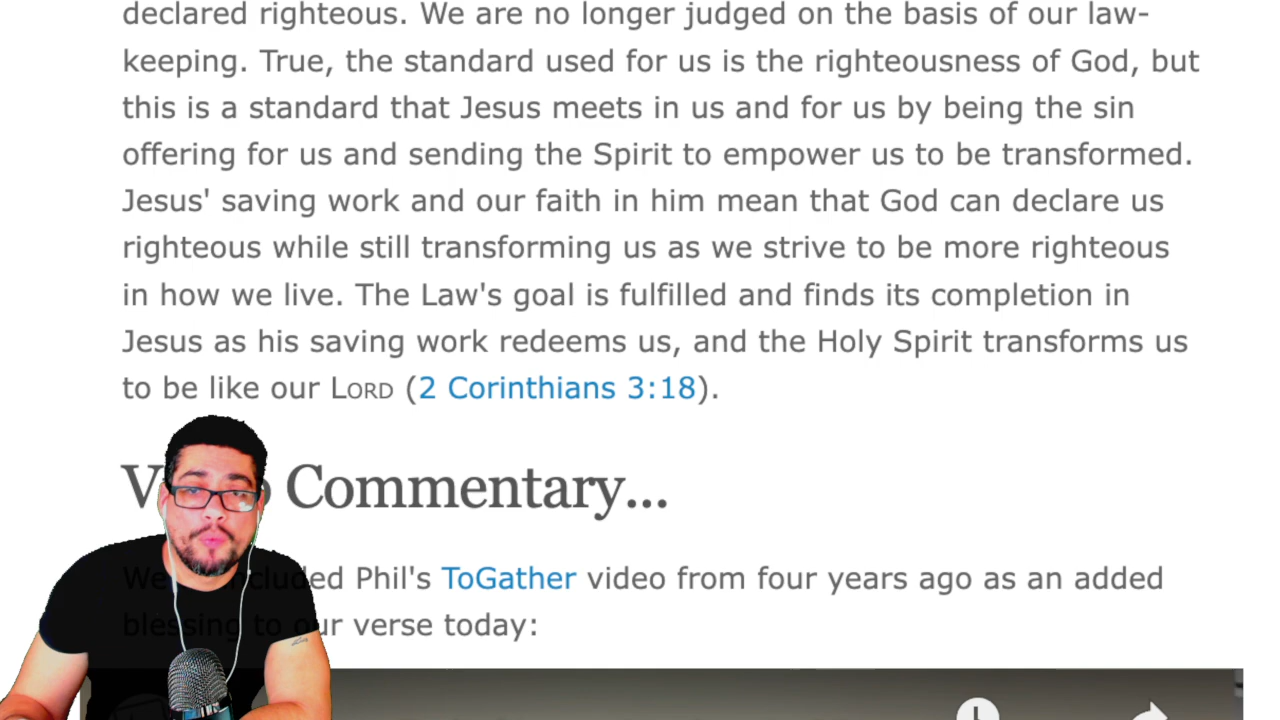 declared righteous. We are no longer judged on the basis of our law-
keeping. True, the standard used for us is the righteousness of God, but
this is a standard that Jesus meets in us and for us by being the sin
offering for us and sending the Spirit to empower us to be transformed.
Jesus' saving work and our faith in him mean that God can declare us
righteous while still transforming us as we strive to be more righteous
in how we live. The Law's goal is fulfilled and finds its completion in
Jesus as his saving work redeems us, and the Holy Spirit transforms us
to be like our LORD (2 Corinthians 3:18).
Commentary...
Phil's ToGather video from four years ago as an added
blessing to our verse today: